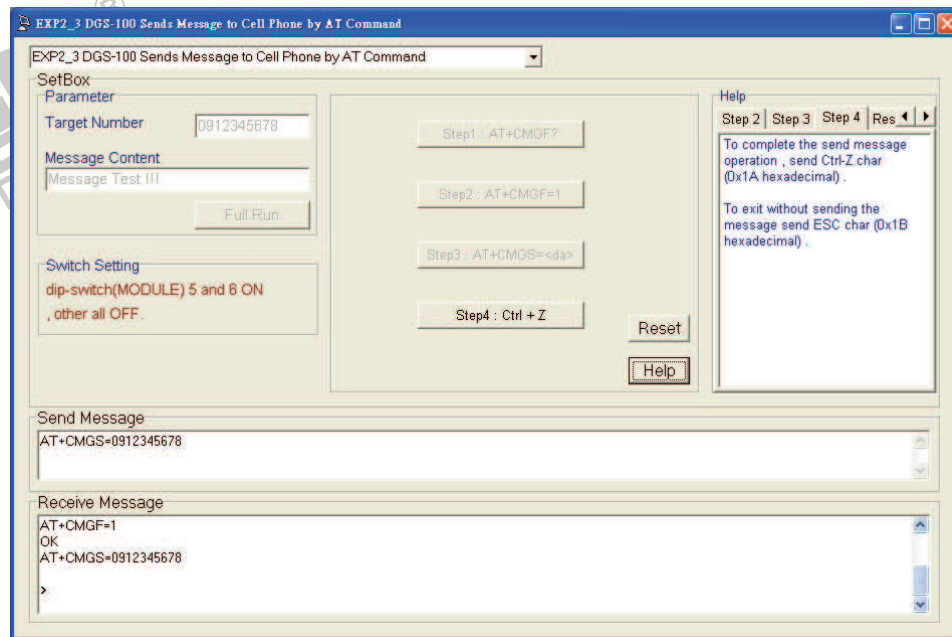 EXP2_3 DGS-100 Sends Message to Cell Phone by AT Command
EXP2_3 DGS-100 Sends Message to Cell Phone by AT Command
SetBox
Parameter
Target Number
0912345678
Message Content
Message Test !!!
Full Run
Switch Setting
dip-switch(MODULE) 5 and 6 ON
, other all OFF.
Step1 : AT+CMGF?
Step2 : AT+CMGF=1
Step3 : AT+CMGS=<da>
Step4 : Ctrl + Z
Reset
Help
Help
Step 2 Step 3 Step 4 Res
To complete the send message
operation , send Ctrl-Z char
(0x1A hexadecimal) .
To exit without sending the
message send ESC char (0x1B
hexadecimal) .
Send Message
AT+CMGS=0912345678
Receive Message
AT+CMGF=1
OK
AT+CMGS=0912345678
>